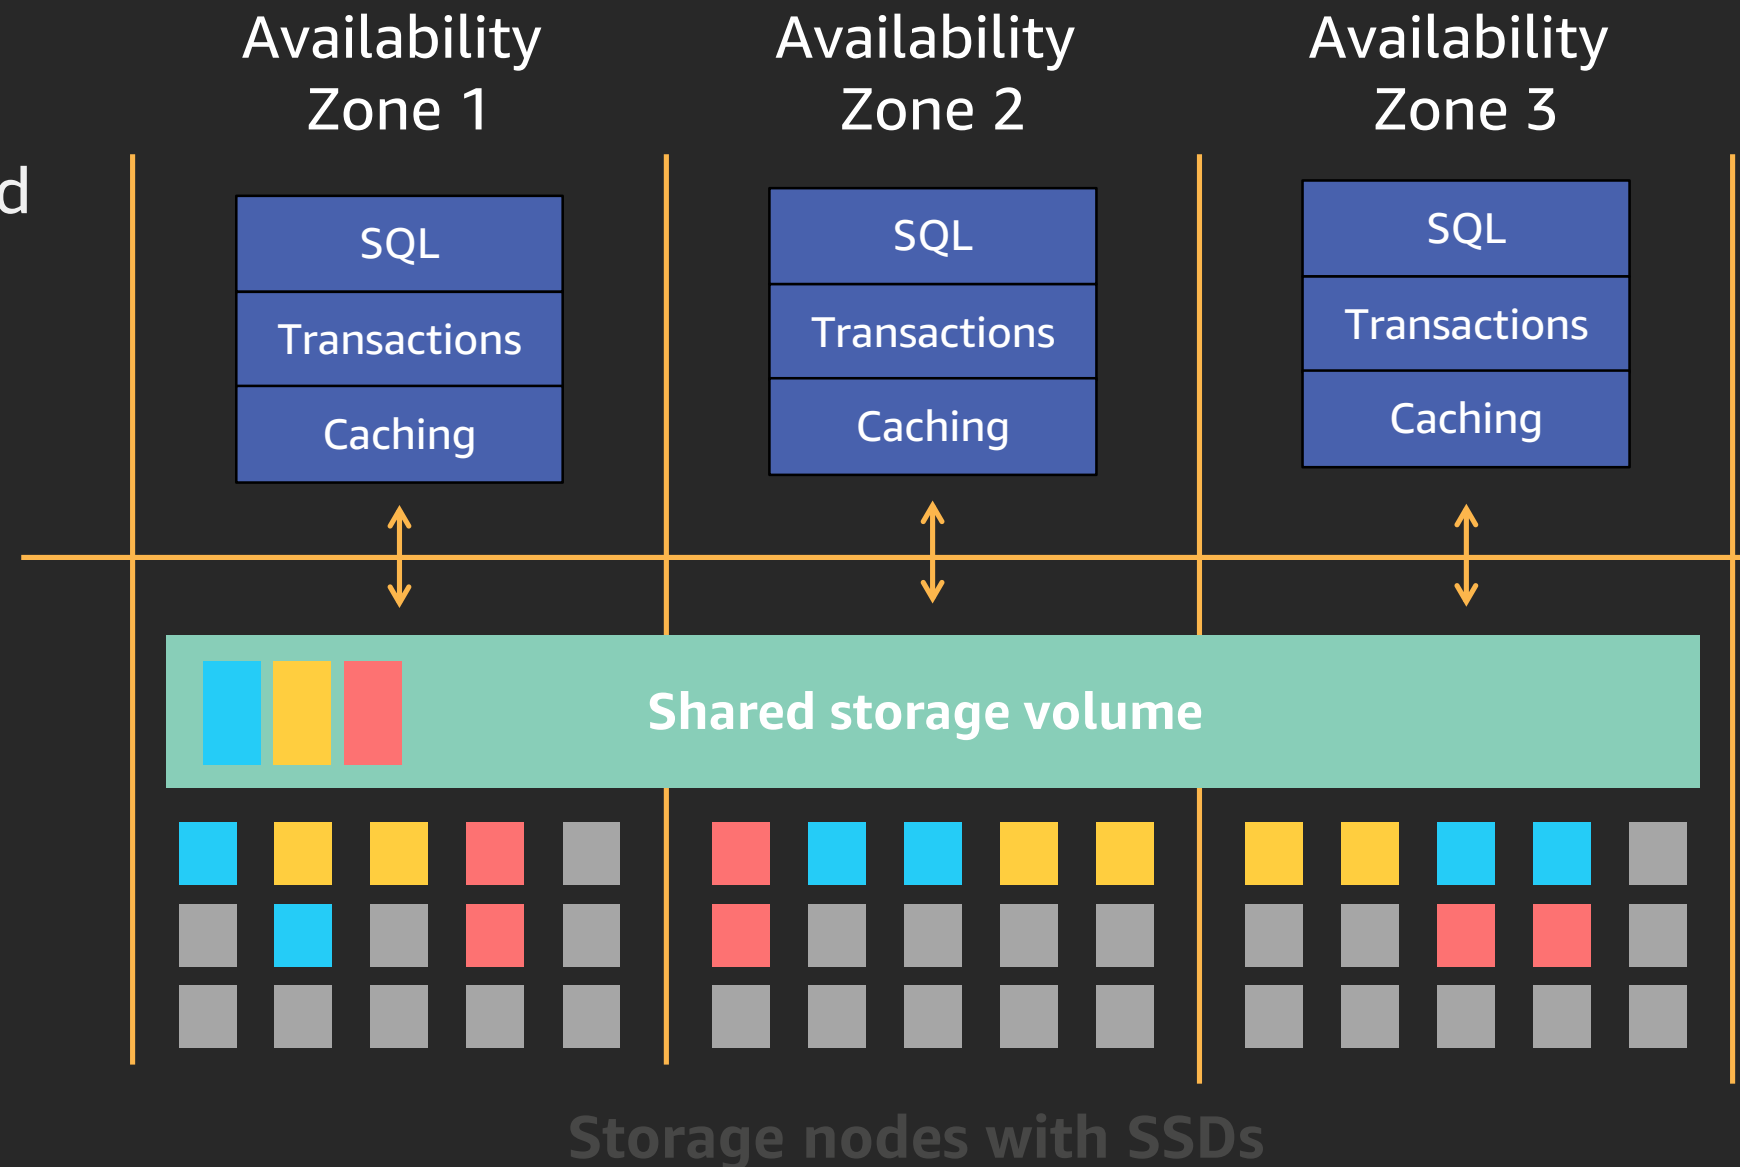 Availability
Zone 1
Availability
Zone 2
Availability
Zone 3
d
SQL
Transactions
Caching
SQL
Transactions
Caching
SQL
Transactions
Caching
Shared storage volume
Storage nodes with SSDs